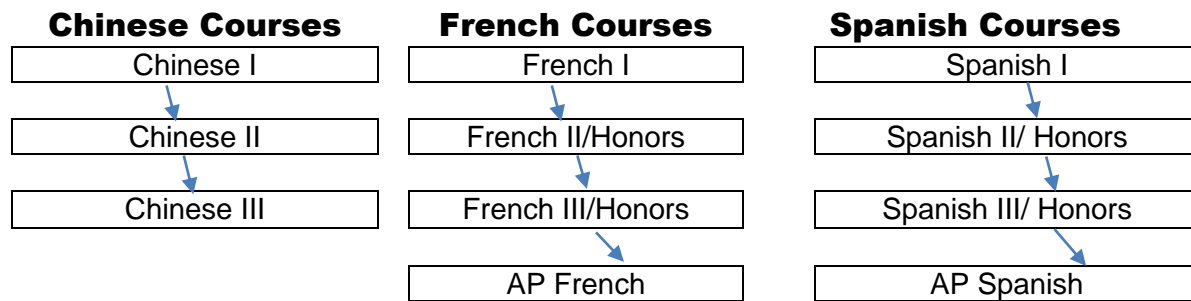 Chinese Courses
Chinese I
Chinese II
Chinese III
French Courses
French I
French II/Honors
French III/Honors
AP French
Spanish Courses
Spanish I
Spanish II/ Honors
Spanish III/ Honors
AP Spanish